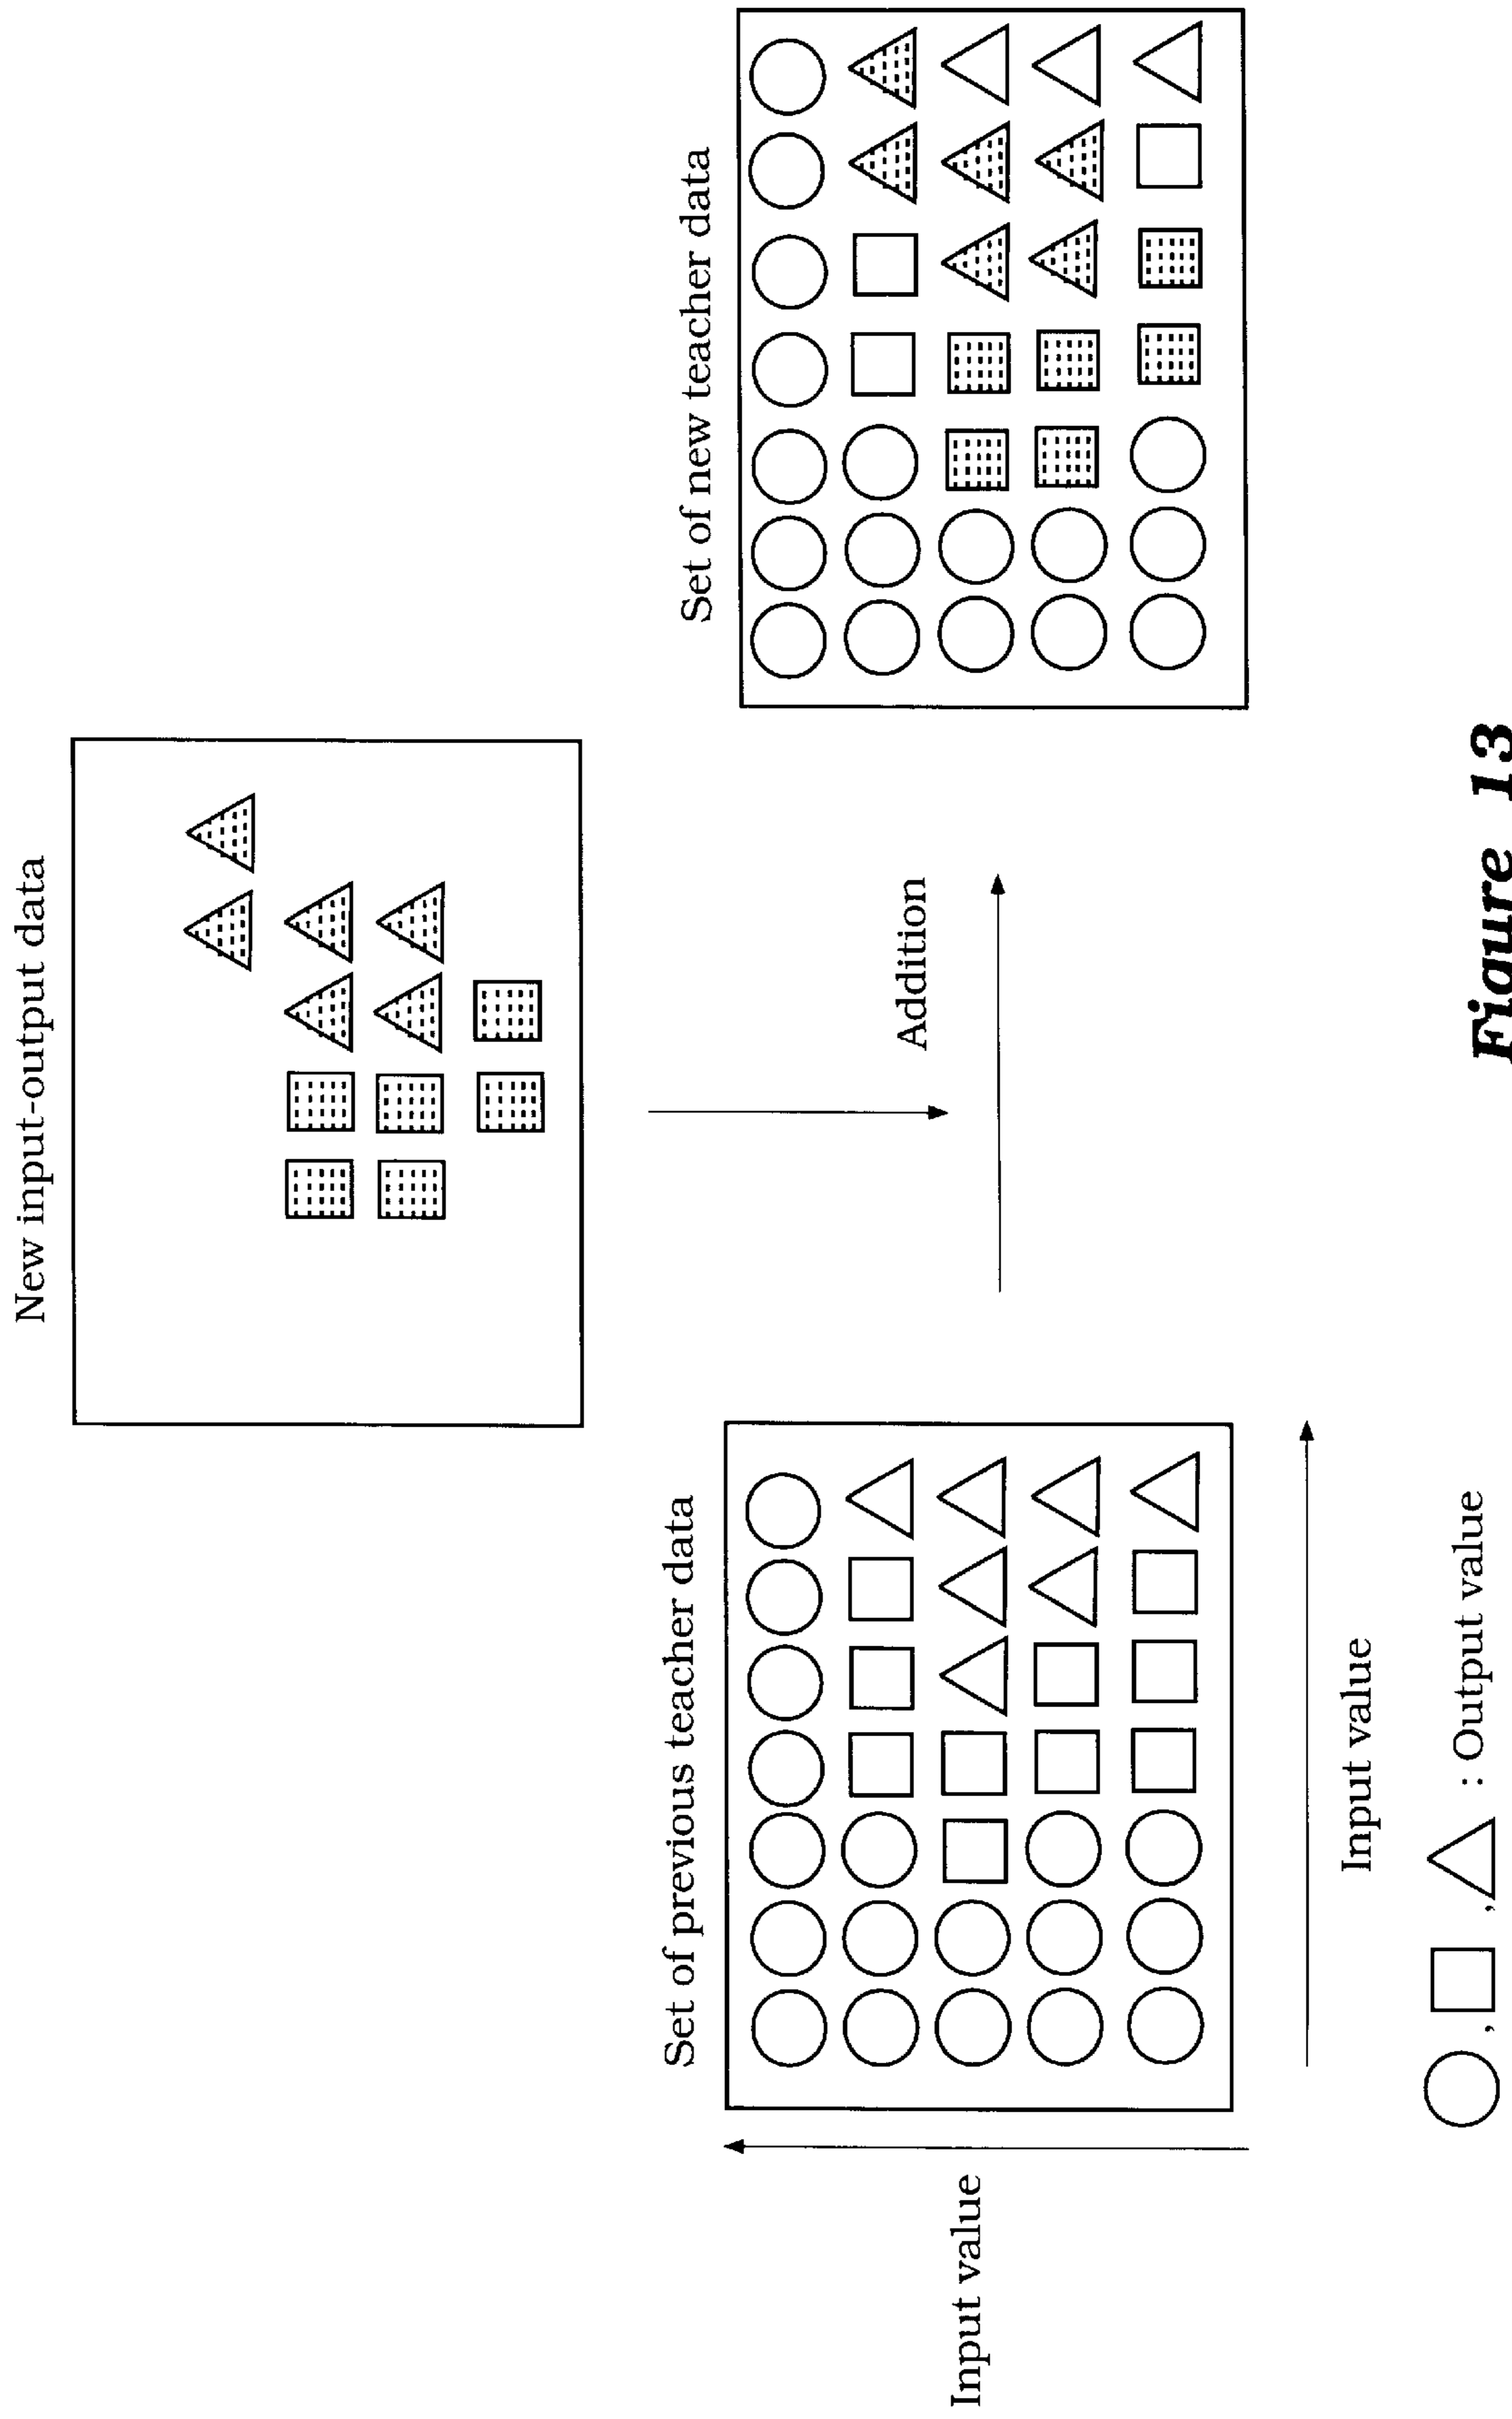 New input-output data
Set of previous teacher data
Set of new teacher data
Addition
Input value
Input value
, , : Output value
Figure 13